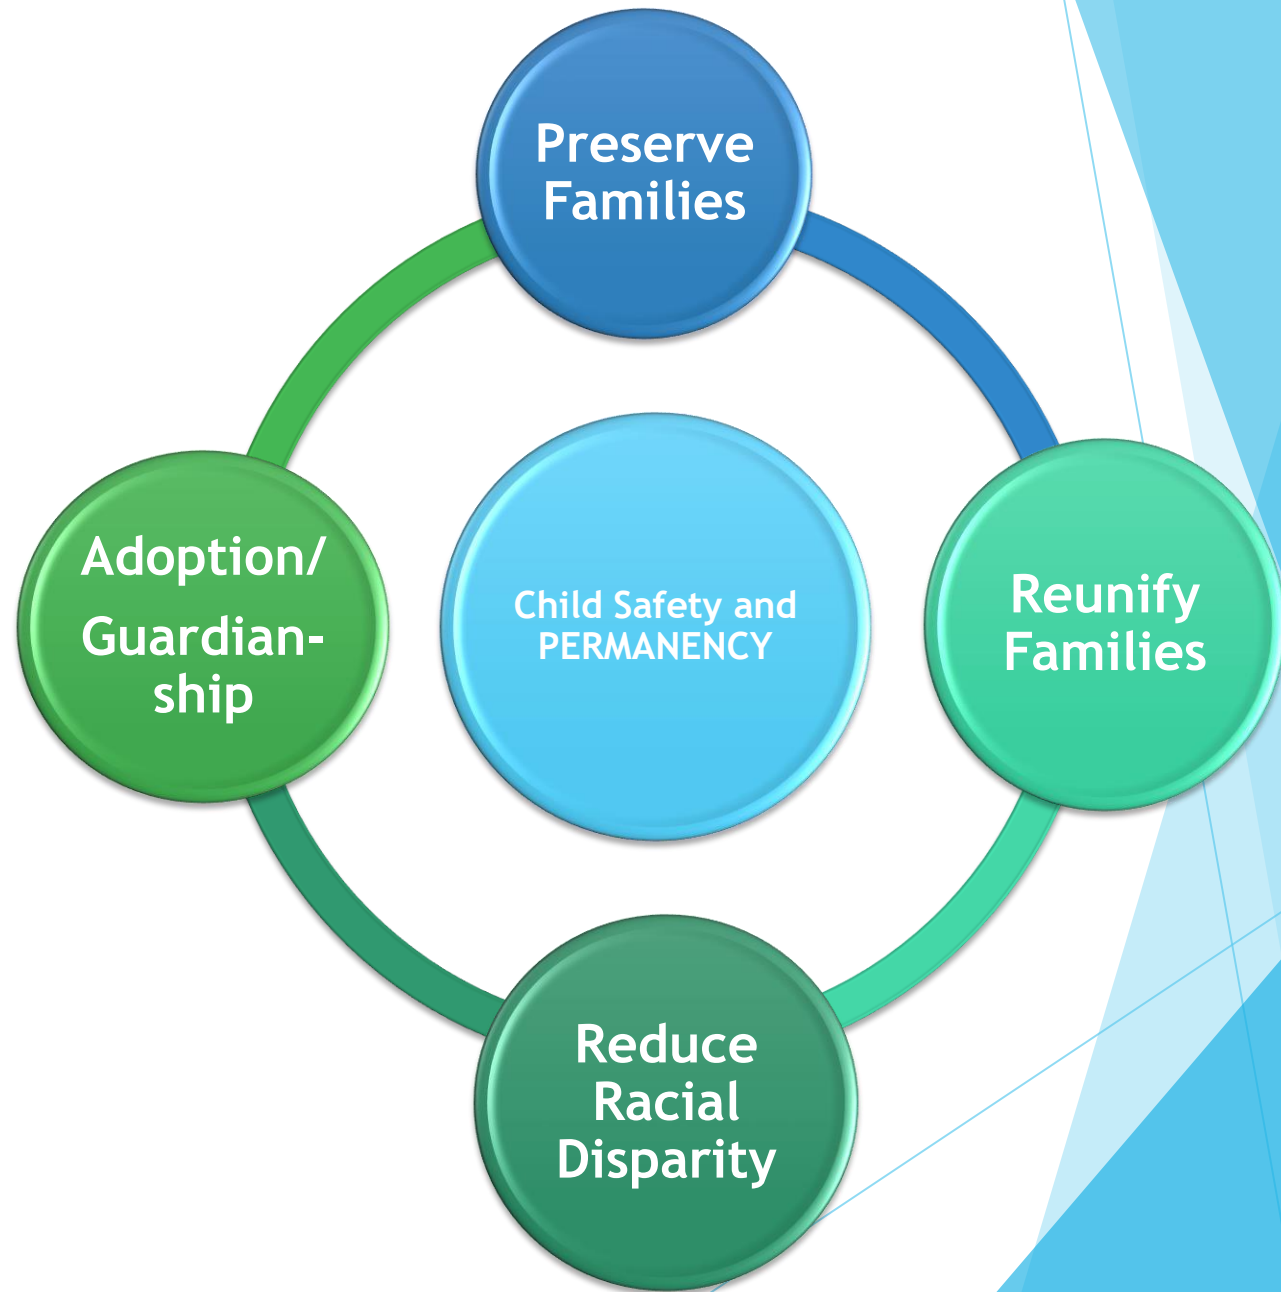 Preserve
Families
Adoption/
Guardian-
ship
Child Safety and
PERMANENCY
Reunify
Families
Reduce
Racial
Disparity